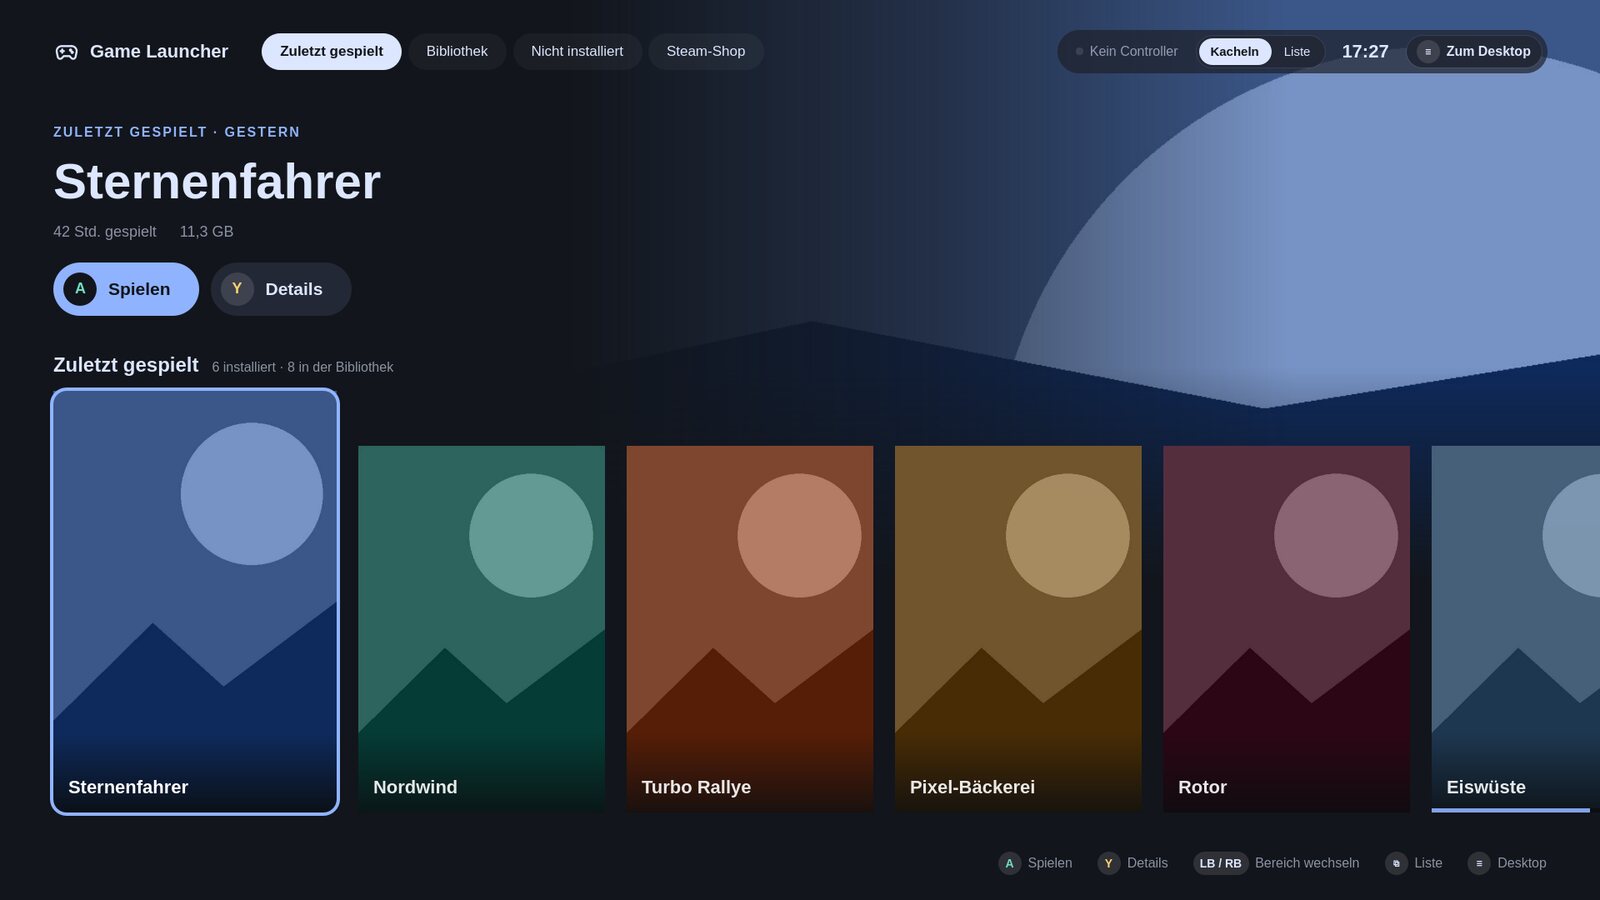 Game Launcher
Zuletzt gespielt
Bibliothek
Nicht installiert
Steam-Shop
Kein Controller
Kacheln
Liste
17:27
Zum Desktop
ZULETZT GESPIELT · GESTERN
Sternenfahrer
42 Std. gespielt 11,3 GB
A Spielen
Y Details
Zuletzt gespielt 6 installiert · 8 in der Bibliothek
Sternenfahrer
Nordwind
Turbo Rallye
Pixel-Bäckerei
Rotor
Eiswüste
A Spielen
Y Details
LB / RB Bereich wechseln
Liste
Desktop